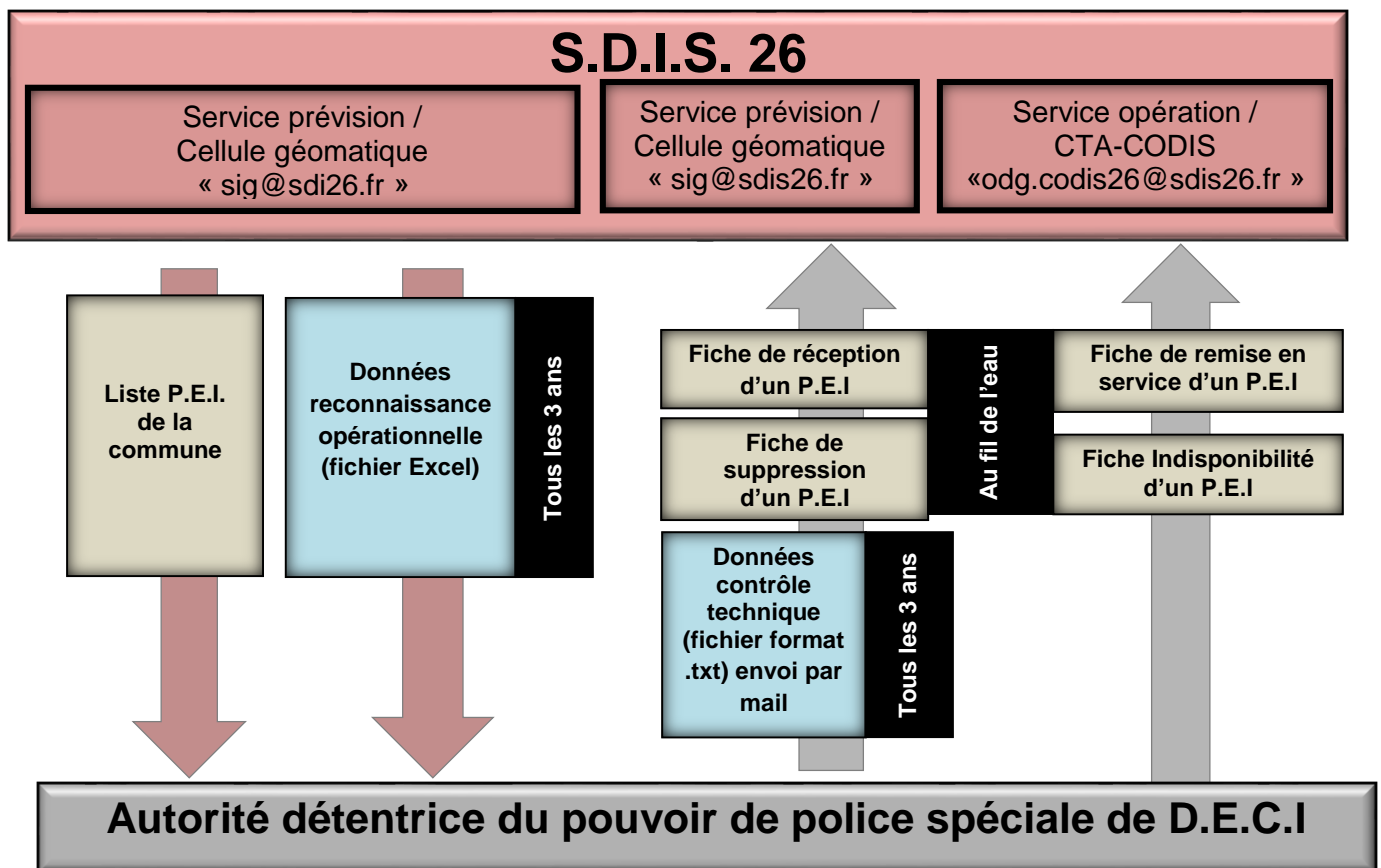 S.D.I.S. 26
Service prévision /
Cellule géomatique
« sig@sdi26.fr »
Service prévision /
Cellule géomatique
« sig@sdis26.fr »
Service opération /
CTA-CODIS
«odg.codis26@sdis26.fr »
Liste P.E.I.
de la
commune
Données
reconnaissance
opérationnelle
(fichier Excel)
Tous les 3 ans
Fiche de réception
d'un P.E.I
Fiche de
suppression
d'un P.E.I
Données
contrôle
technique
(fichier format
.txt) envoi par
mail
Tous les 3 ans
Au fil de l'eau
Fiche de remise en
service d'un P.E.I
Fiche Indisponibilité
d'un P.E.I
Autorité détentrice du pouvoir de police spéciale de D.E.C.I